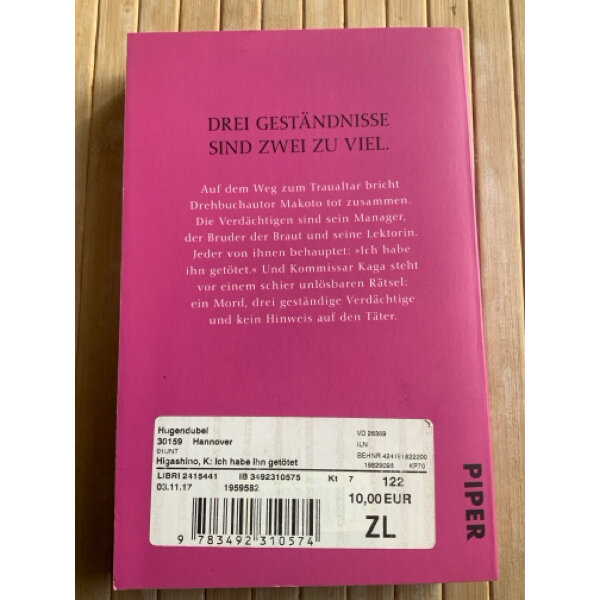 DREI GESTÄNDNISSE
SIND ZWEI ZU VIEL.
Auf dem Weg zum Traualtar bricht
Drehbuchautor Makoto tot zusammen.
Die Verdächtigen sind sein Manager,
der Bruder der Braut und seine Lektorin.
Jeder von ihnen behauptet: »Ich habe
ihn getötet.« Und Kommissar Kaga steht
vor einem schier unlösbaren Rätsel:
ein Mord, drei geständige Verdächtige
und kein Hinweis auf den Täter.
Hugendubel
30159 Hannover
01UNT
Higashino, K: Ich habe ihn getötet
VD 28369
ILN
BEHNR 424161822200
19829098 KP70
LIBRI 2415441 IB 3492310575 Kt 7 122
03.11.17 1959582 10,00 EUR
ZL
9 783492 310574
PIPER